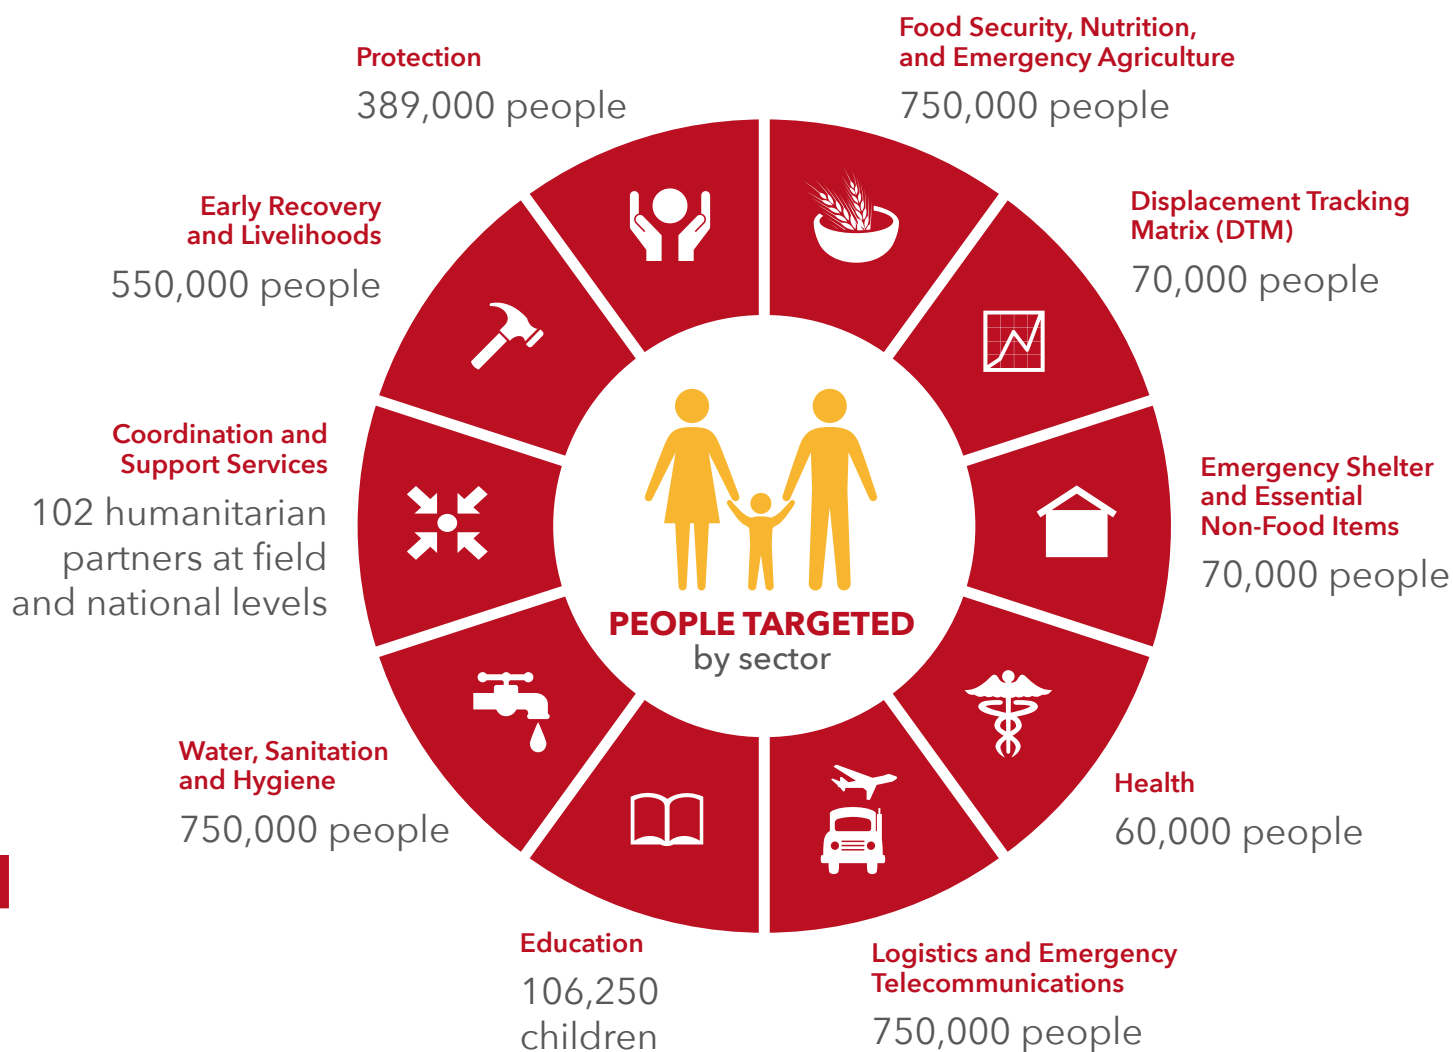 Food Security, Nutrition,
and Emergency Agriculture
750,000 people
Displacement Tracking
Matrix (DTM)
70,000 people
Emergency Shelter
and Essential
Non-Food Items
70,000 people
Health
60,000 people
Logistics and Emergency
Telecommunications
750,000 people
Education
106,250
children
Water, Sanitation
and Hygiene
750,000 people
Coordination and
Support Services
102 humanitarian
partners at field
and national levels
Early Recovery
and Livelihoods
550,000 people
Protection
389,000 people
PEOPLE TARGETED
by sector